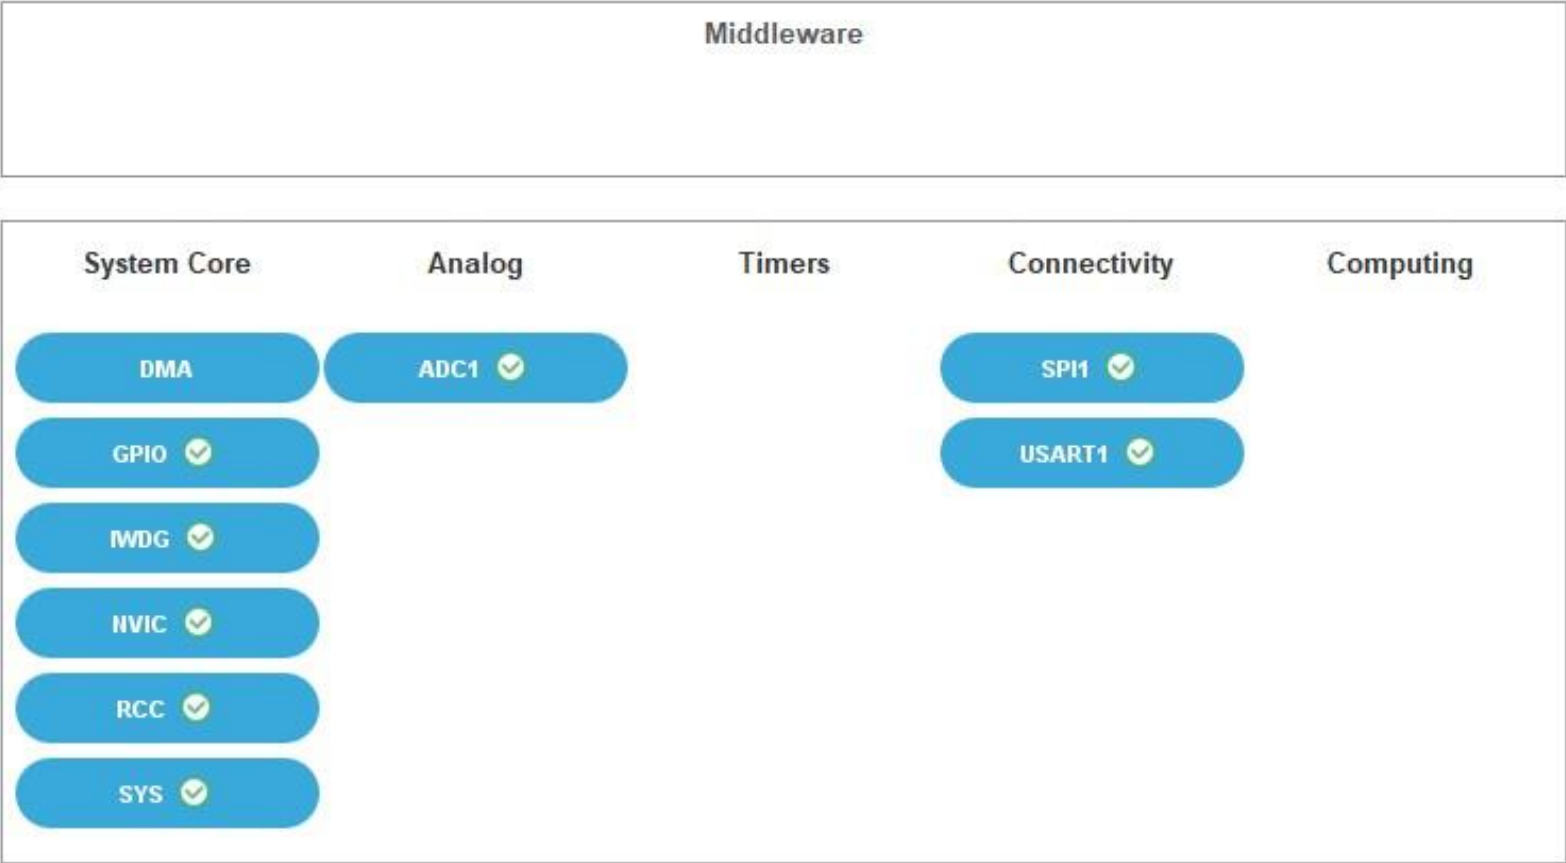 Middleware
System Core Analog Timers Connectivity Computing
DMA ADC1 SPI1
GPIO USART1
IWDG
NVIC
RCC
SYS